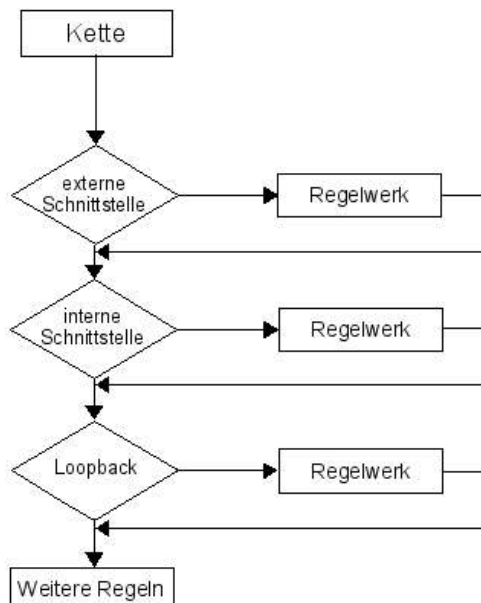 Kette
externe
Schnittstelle
Regelwerk
interne
Schnittstelle
Regelwerk
Loopback
Regelwerk
Weitere Regeln